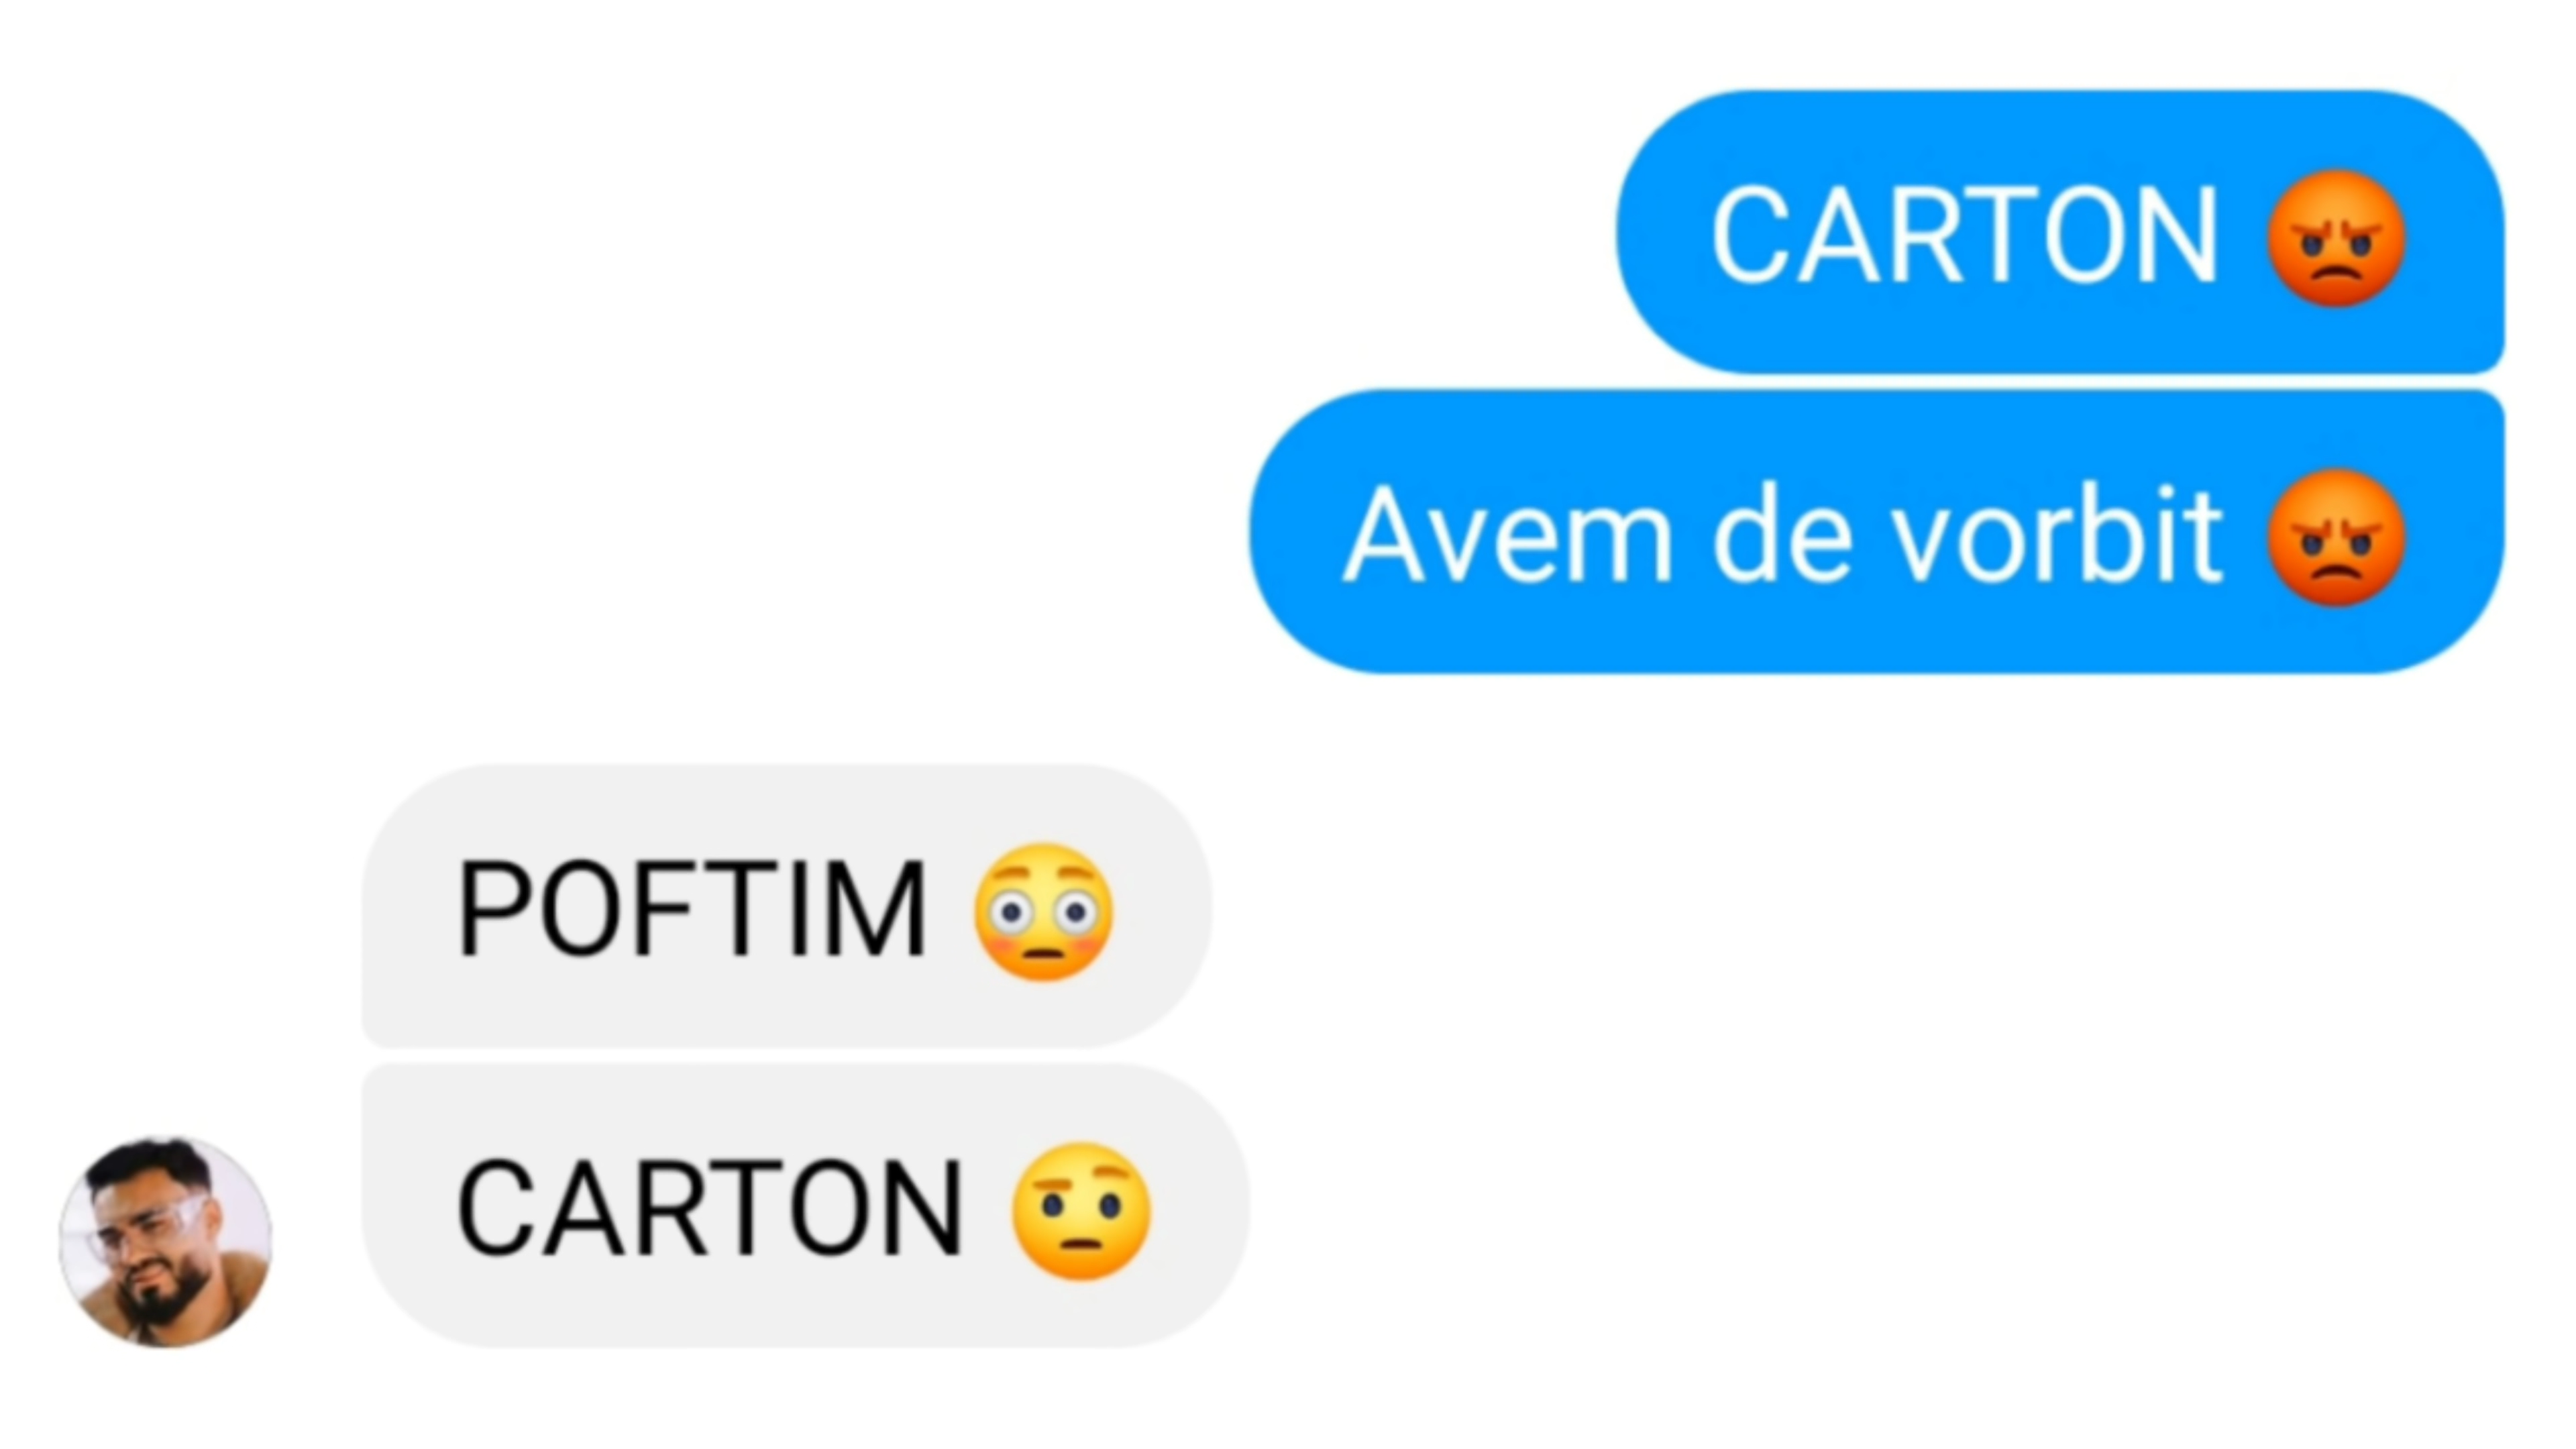 CARTON 😡
Avem de vorbit 😡
POFTIM 😳
CARTON 🤨